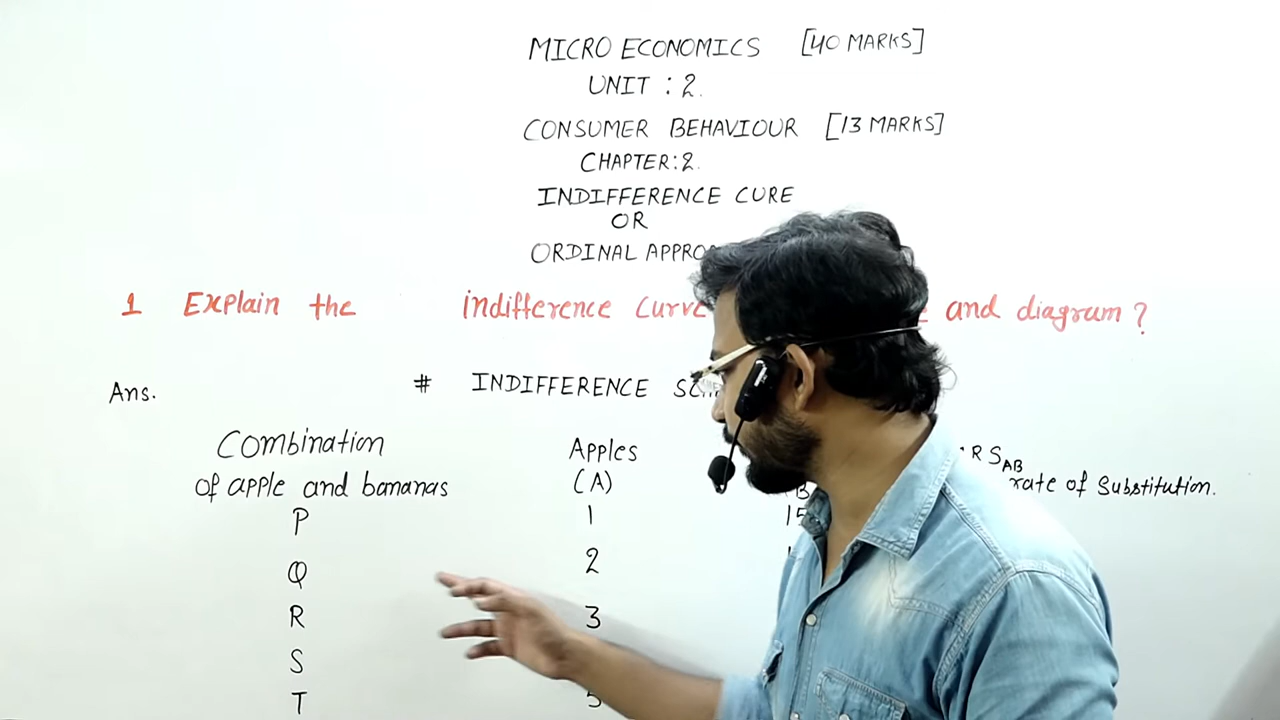 MICRO ECONOMICS [40 MARKS]
UNIT : 2.
CONSUMER BEHAVIOUR [13 MARKS]
CHAPTER: 2.
INDIFFERENCE CURE
OR
ORDINAL
1 Explain the indifference curve and diagram?
Ans. # INDIFFERENCE
Combination Apples
of apple and bananas (A) rate of Substitution.
P 1 15
Q 2
R 3
S
T 5